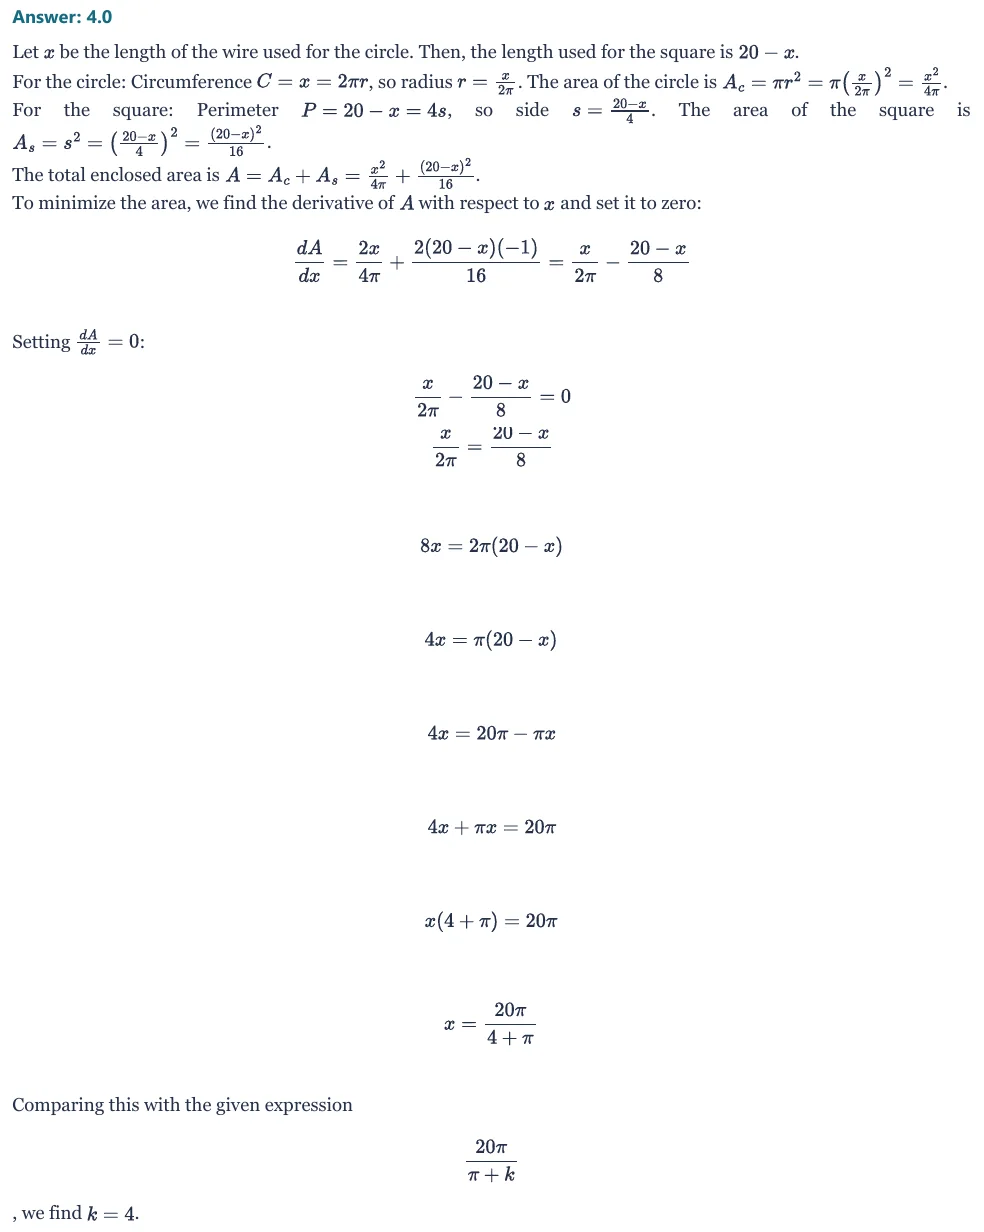 Answer: 4.0
Let x be the length of the wire used for the circle. Then, the length used for the square is 20 − x.
For the circle: Circumference C = x = 2πr, so radius r = x/2π. The area of the circle is A_c = πr² = π(x/2π)² = x²/4π.
For the square: Perimeter P = 20 − x = 4s, so side s = 20−x/4. The area of the square is
A_s = s² = (20−x/4)² = (20−x)²/16.
The total enclosed area is A = A_c + A_s = x²/4π + (20−x)²/16.
To minimize the area, we find the derivative of A with respect to x and set it to zero:
dA/dx = 2x/4π + 2(20 − x)(−1)/16 = x/2π − 20 − x/8
Setting dA/dx = 0:
x/2π − 20 − x/8 = 0
x/2π = 20 − x/8
8x = 2π(20 − x)
4x = π(20 − x)
4x = 20π − πx
4x + πx = 20π
x(4 + π) = 20π
x = 20π/4 + π
Comparing this with the given expression
20π/π + k
, we find k = 4.